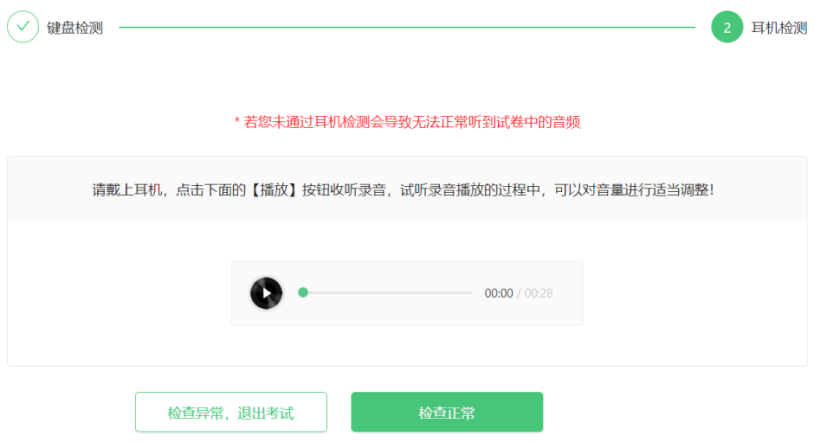 键盘检测
2 耳机检测
* 若您未通过耳机检测会导致无法正常听到试卷中的音频
请戴上耳机，点击下面的【播放】按钮收听录音，试听录音播放的过程中，可以对音量进行适当调整！
00:00 / 00:28
检查异常，退出考试
检查正常